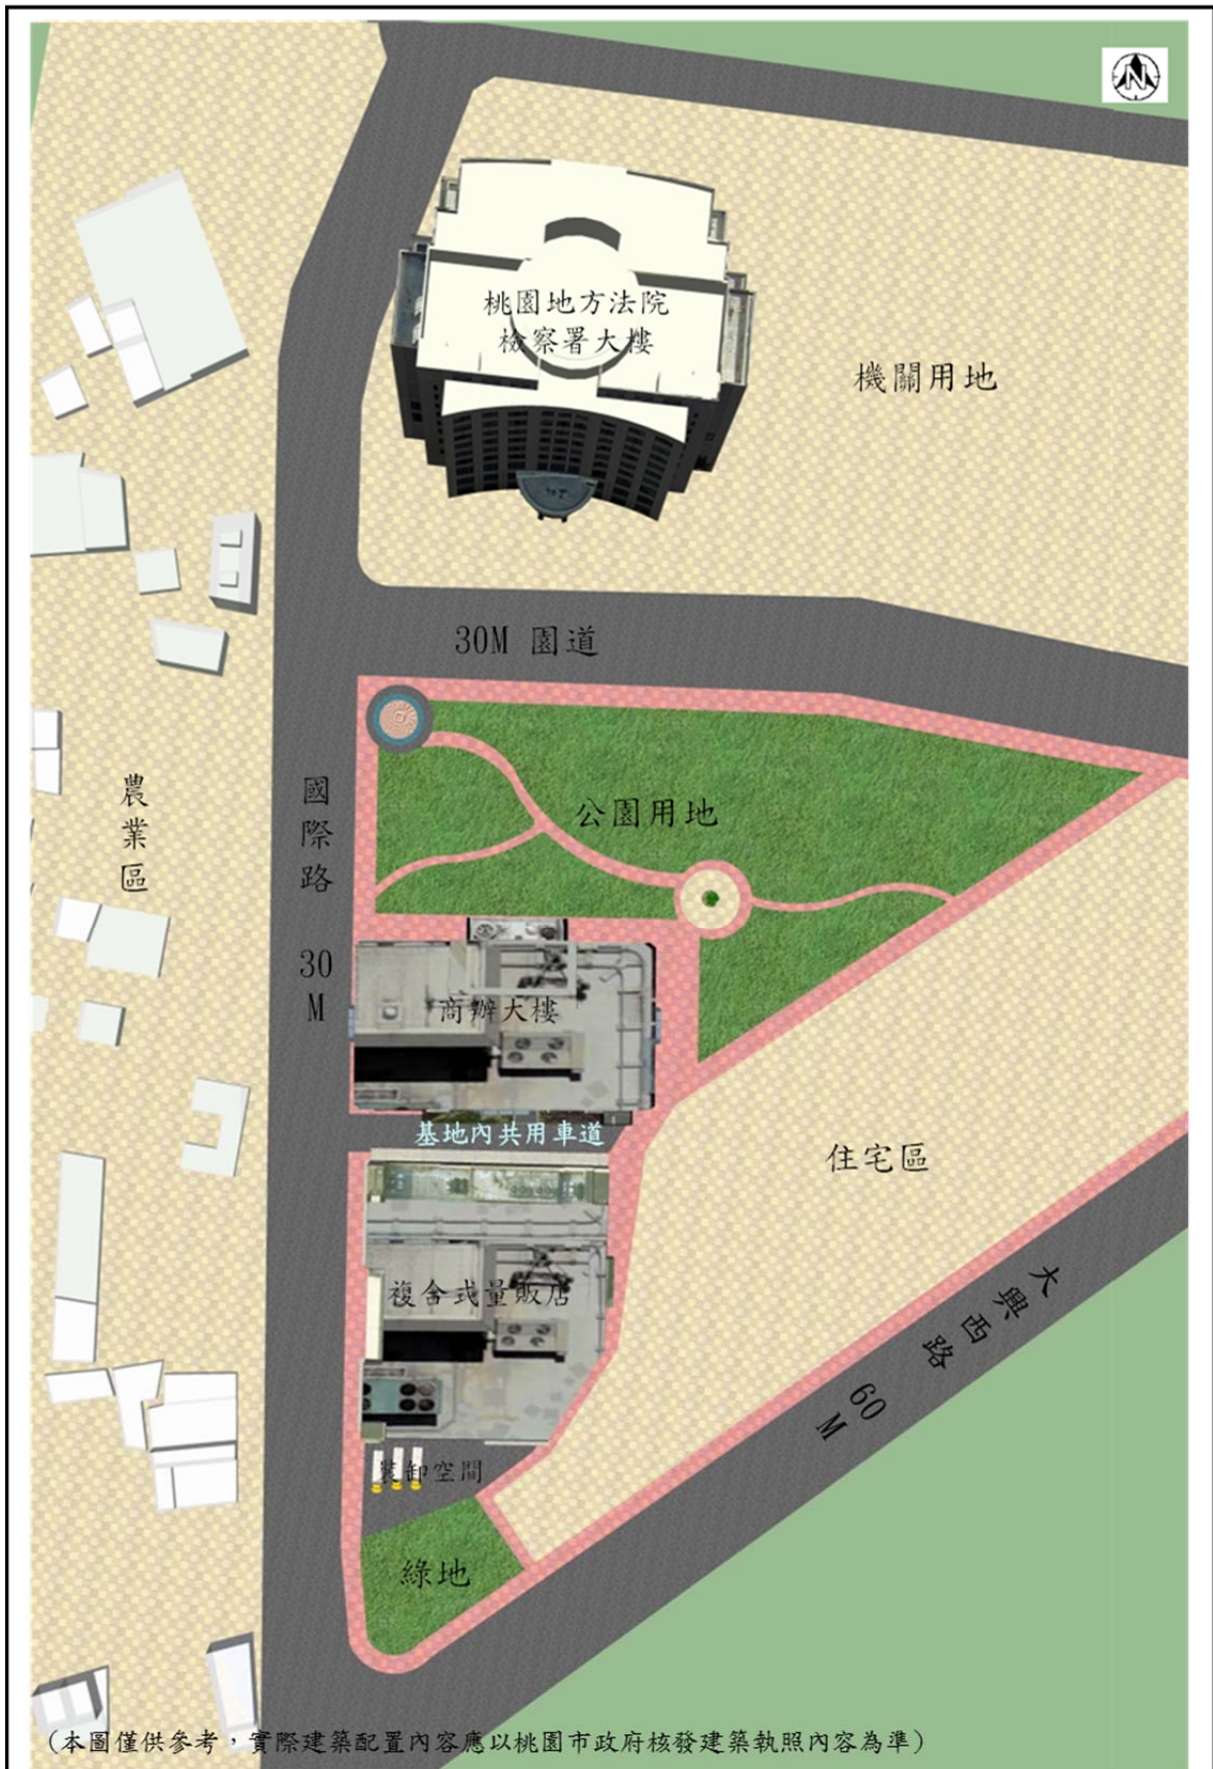 N
桃園地方法院
檢察署大樓
機關用地
30M 園道
農業區
國際路
30M
公園用地
商辦大樓
基地內共用車道
住宅區
複合式量販店
大興西路
60M
裝卸空間
綠地
(本圖僅供參考，實際建築配置內容應以桃園市政府核發建築執照內容為準)